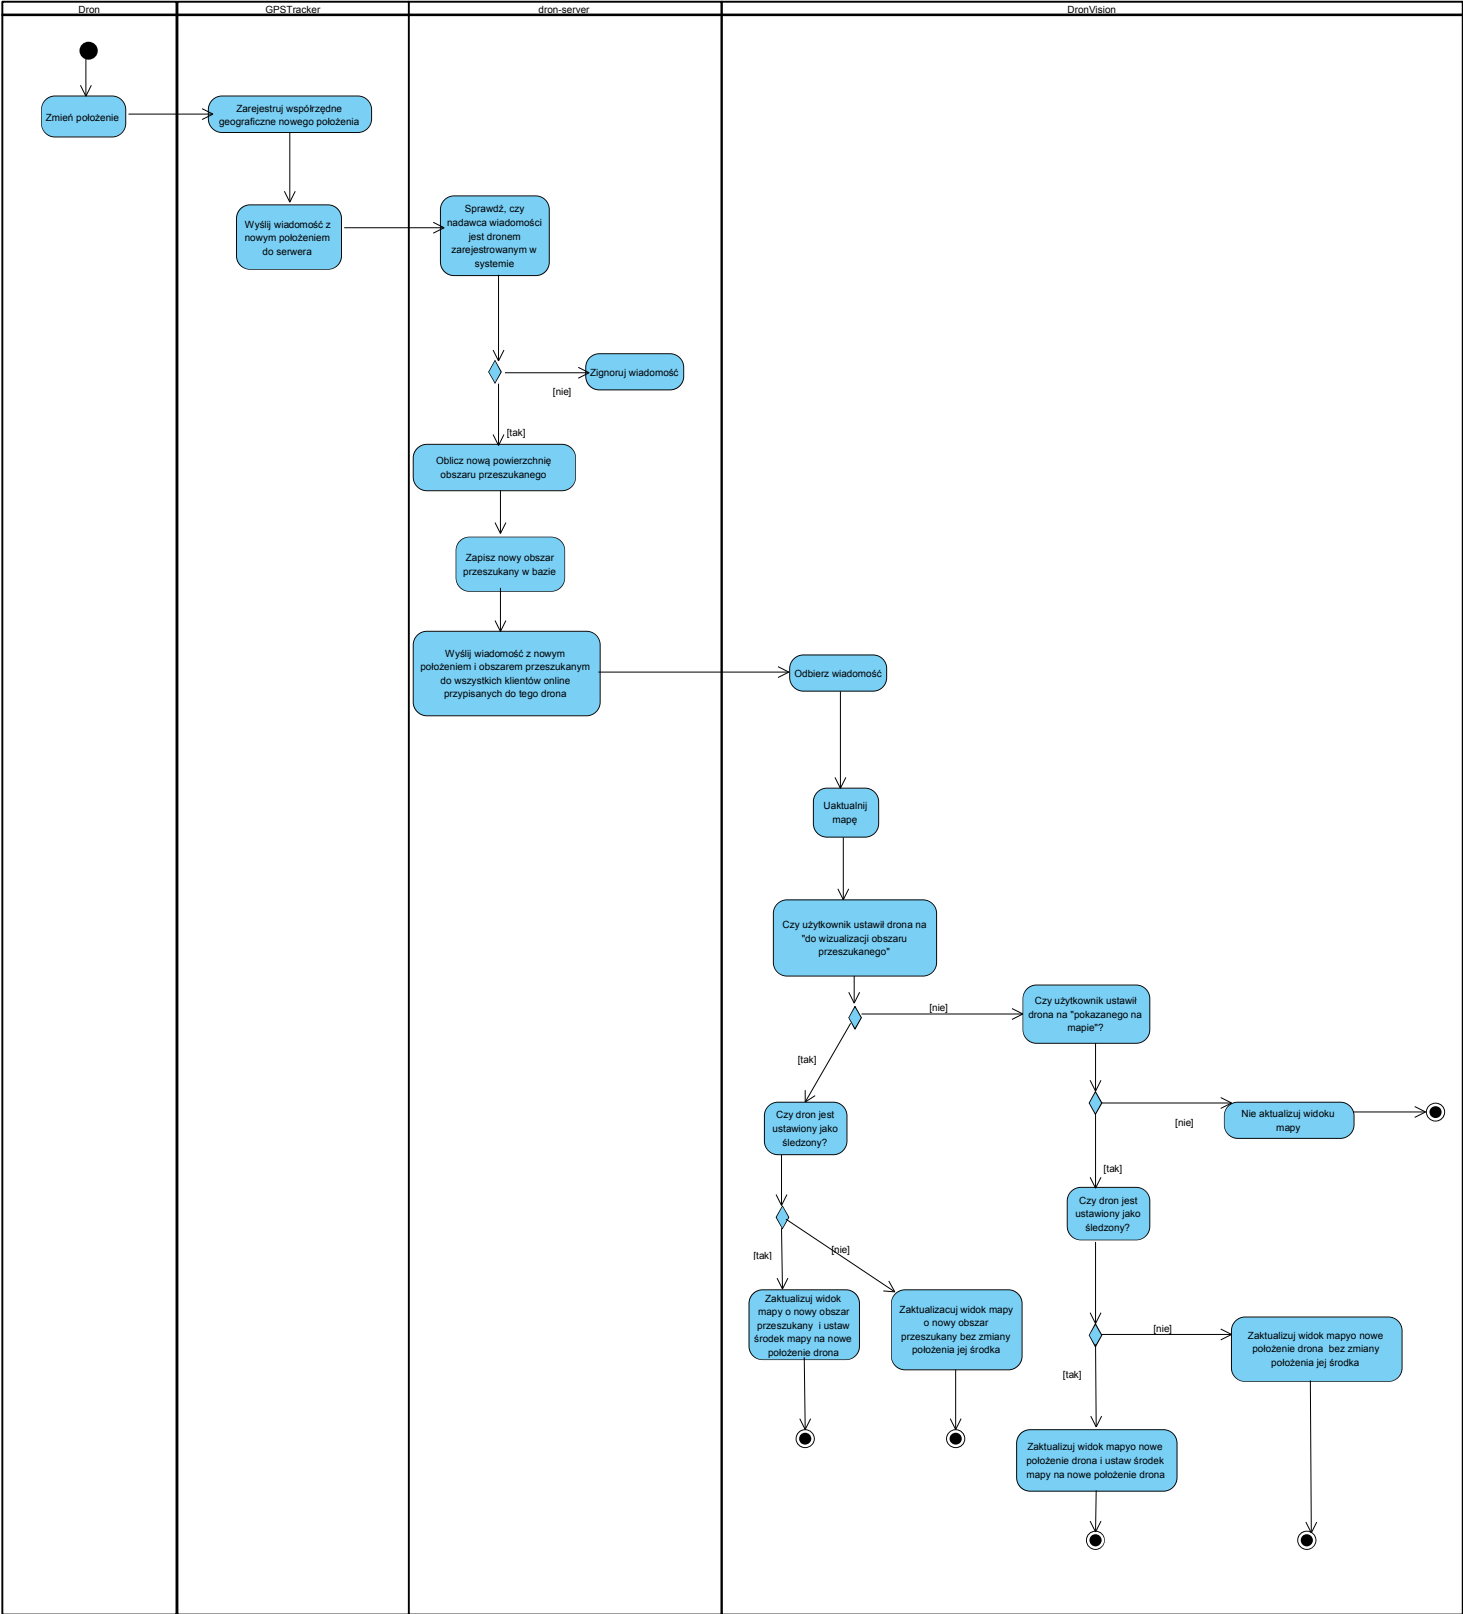 Dron
GPSTracker
dron-server
DronVision
Zmień położenie
Zarejestruj współrzędne
geograficzne nowego położenia
Wyślij wiadomość z
nowym położeniem
do serwera
Sprawdź, czy
nadawca wiadomości
jest dronem
zarejestrowanym w
systemie
Zignoruj wiadomość
[nie]
[tak]
Oblicz nową powierzchnię
obszaru przeszukanego
Zapisz nowy obszar
przeszukany w bazie
Wyślij wiadomość z nowym
położeniem i obszarem przeszukanym
do wszystkich klientów online
przypisanych do tego drona
Odbierz wiadomość
Uaktualnij
mapę
Czy użytkownik ustawił drona na
"do wizualizacji obszaru
przeszukanego"
[nie]
Czy użytkownik ustawił
drona na "pokazanego na
mapie"?
[tak]
Czy dron jest
ustawiony jako
śledzony?
Nie aktualizuj widoku
mapy
[nie]
[tak]
Czy dron jest
ustawiony jako
śledzony?
[tak]
[nie]
Zaktualizuj widok
mapy o nowy obszar
przeszukany i ustaw
środek mapy na nowe
położenie drona
Zaktualizacuj widok mapy
o nowy obszar
przeszukany bez zmiany
położenia jej środka
[nie]
Zaktualizuj widok mapyo nowe
położenie drona bez zmiany
położenia jej środka
[tak]
Zaktualizuj widok mapyo nowe
położenie drona i ustaw środek
mapy na nowe położenie drona